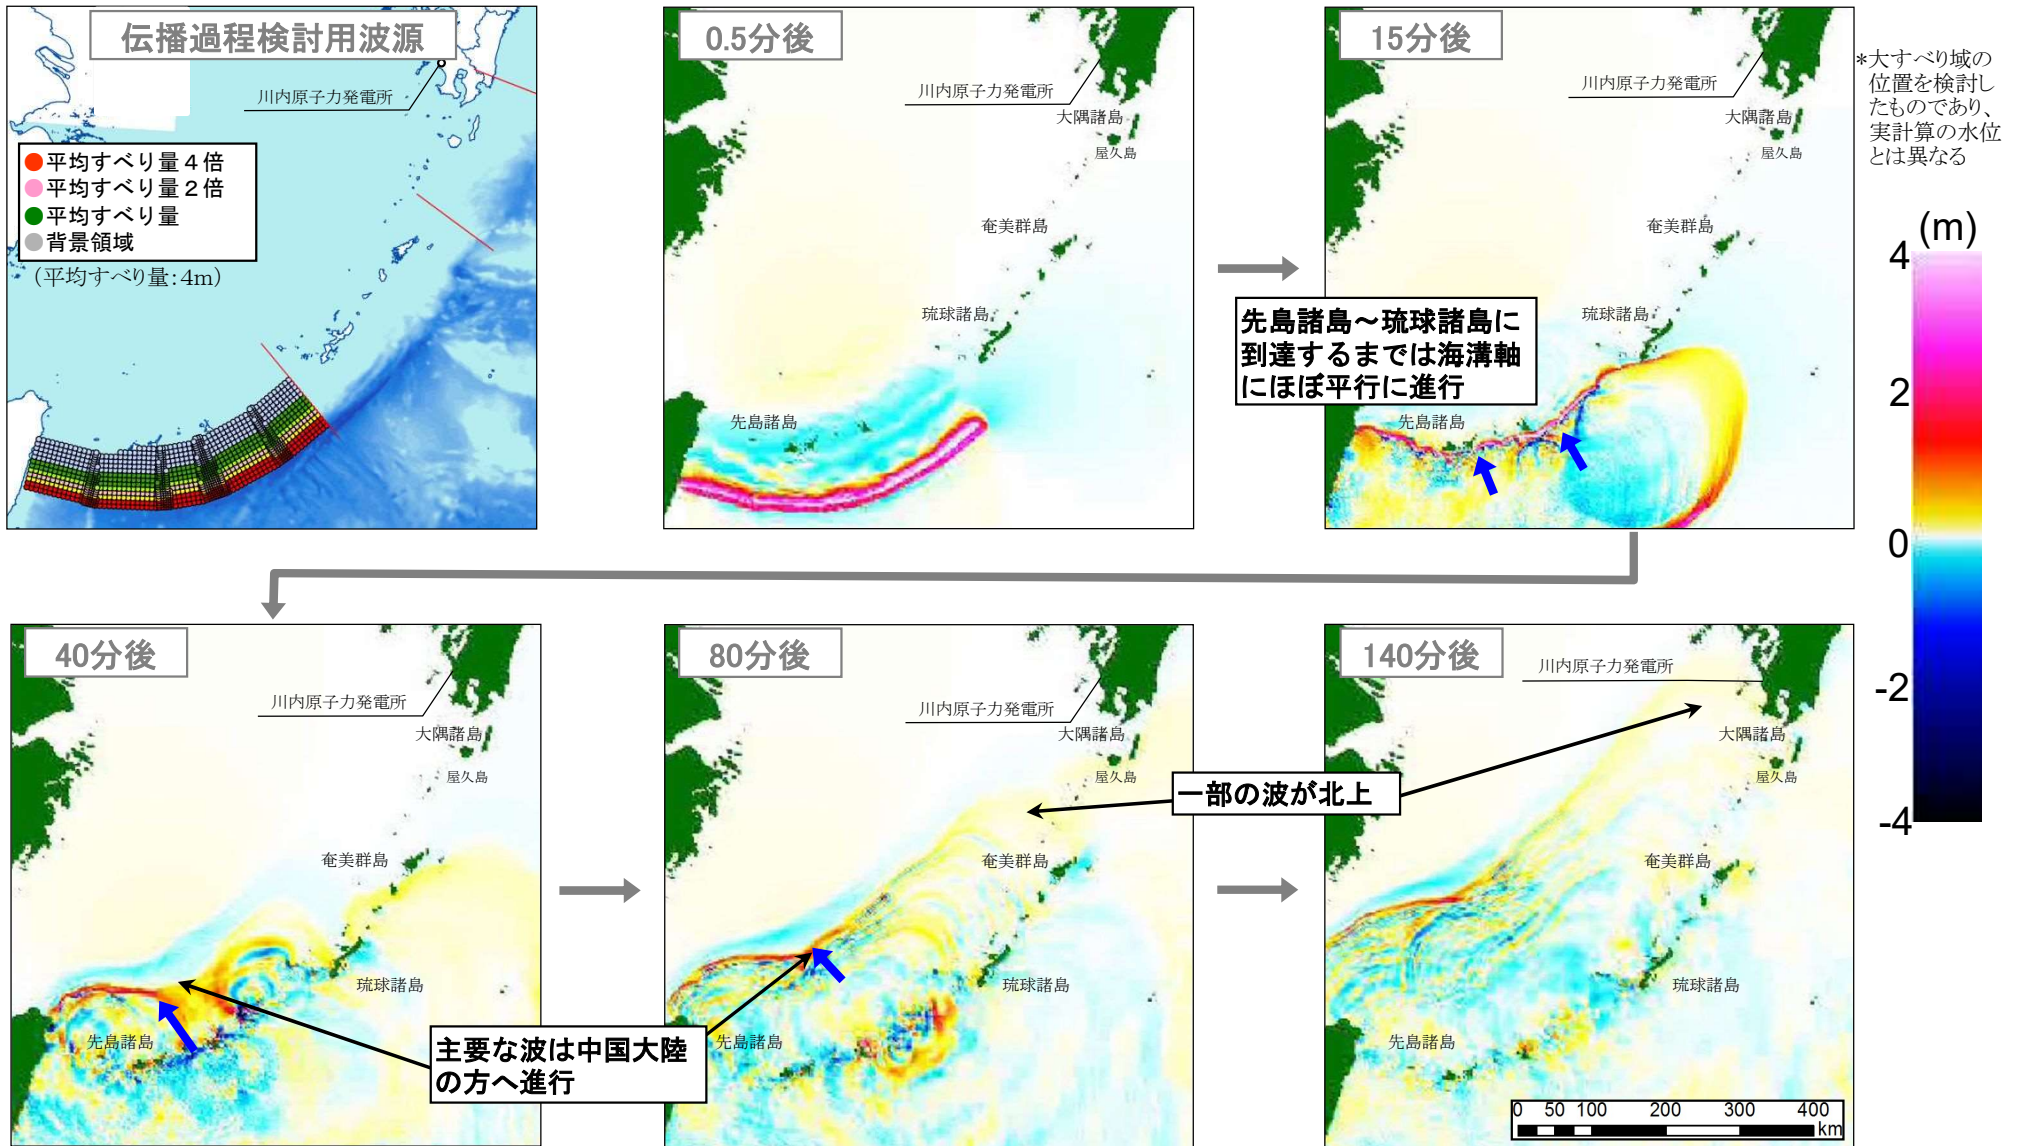 伝播過程検討用波源
川内原子力発電所
●平均すべり量４倍
●平均すべり量２倍
●平均すべり量
●背景領域
（平均すべり量：4m）
0.5分後
川内原子力発電所
大隅諸島
屋久島
奄美群島
琉球諸島
先島諸島
15分後
川内原子力発電所
大隅諸島
屋久島
奄美群島
琉球諸島
先島諸島
先島諸島～琉球諸島に
到達するまでは海溝軸
にほぼ平行に進行
*大すべり域の
位置を検討し
たものであり、
実計算の水位
とは異なる
(m)
4
2
0
-2
-4
40分後
川内原子力発電所
大隅諸島
屋久島
奄美群島
琉球諸島
先島諸島
主要な波は中国大陸
の方へ進行
80分後
川内原子力発電所
大隅諸島
屋久島
奄美群島
琉球諸島
先島諸島
一部の波が北上
140分後
川内原子力発電所
大隅諸島
屋久島
奄美群島
琉球諸島
先島諸島
0 50 100 200 300 400
km